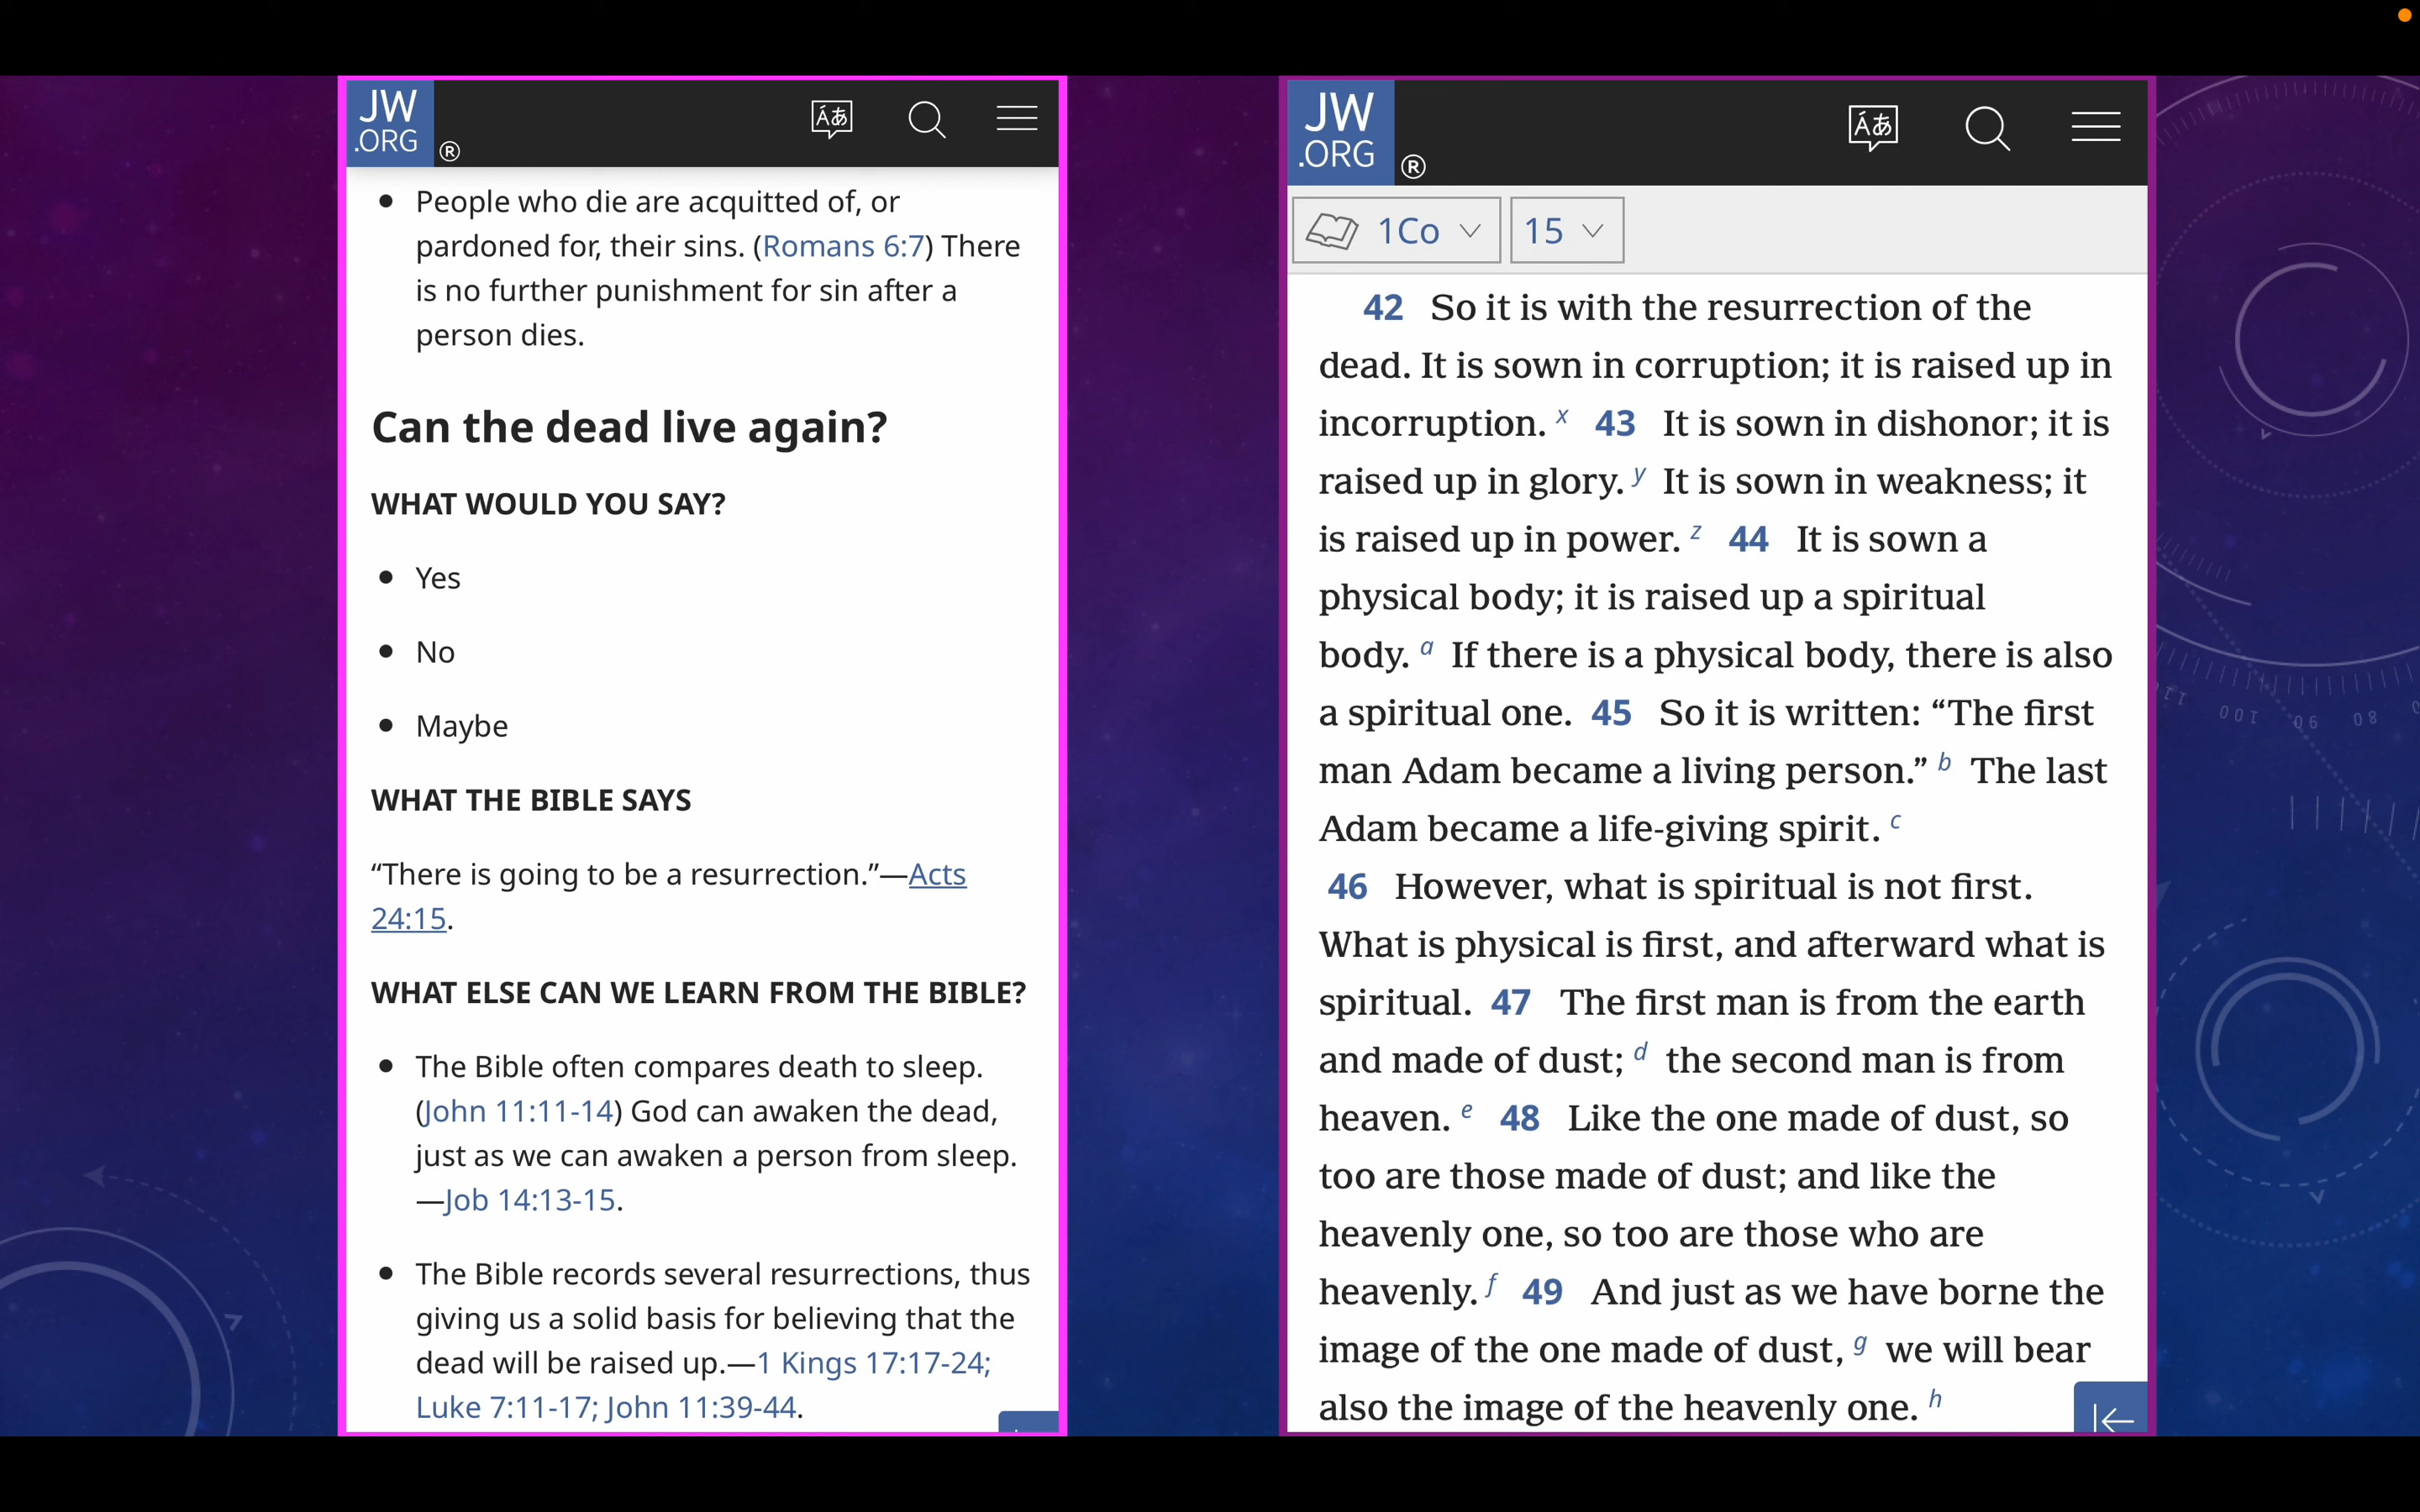 JW
.ORG ®
People who die are acquitted of, or
pardoned for, their sins. (Romans 6:7) There
is no further punishment for sin after a
person dies.
Can the dead live again?
WHAT WOULD YOU SAY?
Yes
No
Maybe
WHAT THE BIBLE SAYS
“There is going to be a resurrection.”—Acts
24:15.
WHAT ELSE CAN WE LEARN FROM THE BIBLE?
The Bible often compares death to sleep.
(John 11:11-14) God can awaken the dead,
just as we can awaken a person from sleep.
—Job 14:13-15.
The Bible records several resurrections, thus
giving us a solid basis for believing that the
dead will be raised up.—1 Kings 17:17-24;
Luke 7:11-17; John 11:39-44.
JW
.ORG ®
1Co 15
42 So it is with the resurrection of the
dead. It is sown in corruption; it is raised up in
incorruption. x 43 It is sown in dishonor; it is
raised up in glory. y It is sown in weakness; it
is raised up in power. z 44 It is sown a
physical body; it is raised up a spiritual
body. a If there is a physical body, there is also
a spiritual one. 45 So it is written: “The first
man Adam became a living person.” b The last
Adam became a life-giving spirit. c
46 However, what is spiritual is not first.
What is physical is first, and afterward what is
spiritual. 47 The first man is from the earth
and made of dust; d the second man is from
heaven. e 48 Like the one made of dust, so
too are those made of dust; and like the
heavenly one, so too are those who are
heavenly. f 49 And just as we have borne the
image of the one made of dust, g we will bear
also the image of the heavenly one. h
Áあ
Áあ
100 90 80